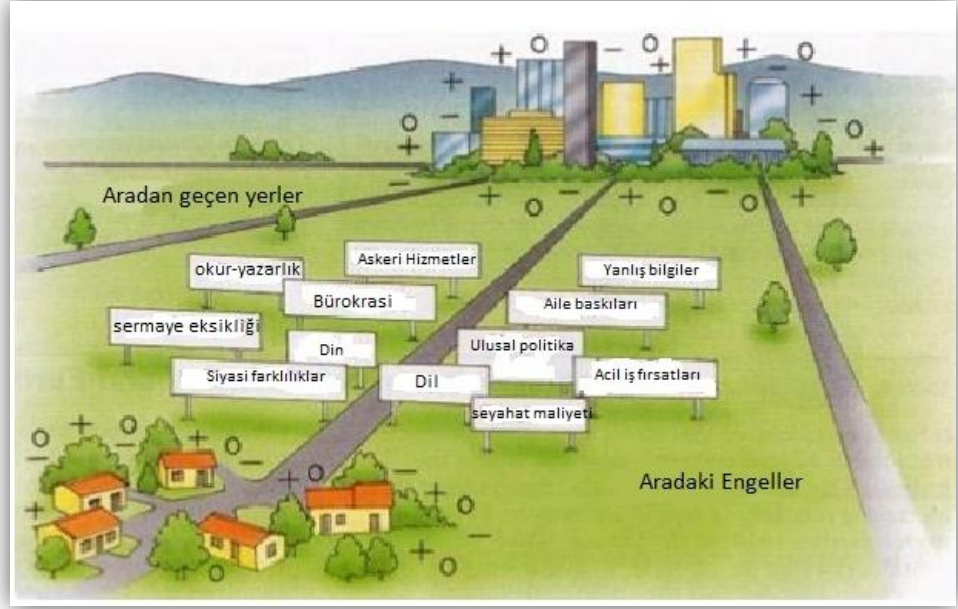 Aradan geçen yerler
okur-yazarlık
Askeri Hizmetler
Yanlış bilgiler
Bürokrasi
Aile baskıları
sermaye eksikliği
Din
Ulusal politika
Siyasi farklılıklar
Dil
Acil iş fırsatları
seyahat maliyeti
Aradaki Engeller